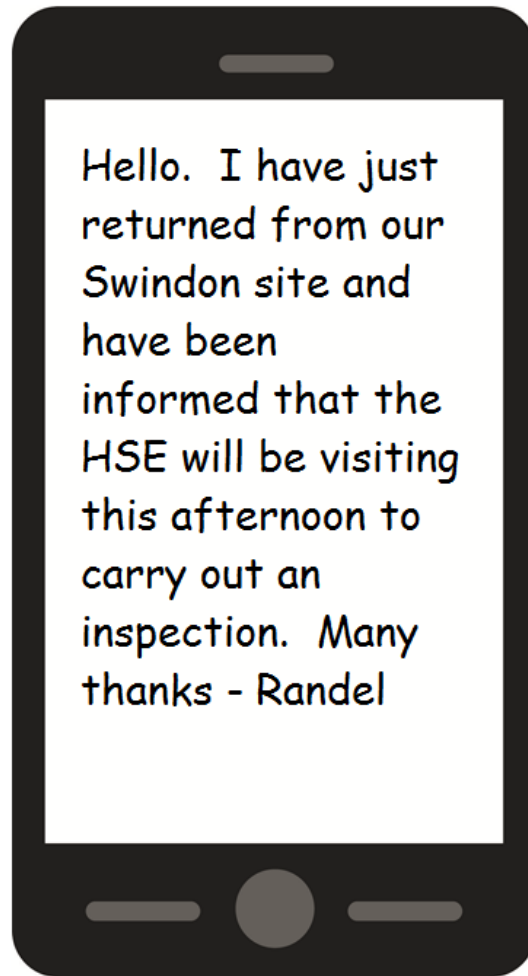 Hello.  I have just
returned from our
Swindon site and
have been
informed that the
HSE will be visiting
this afternoon to
carry out an
inspection.  Many
thanks - Randel